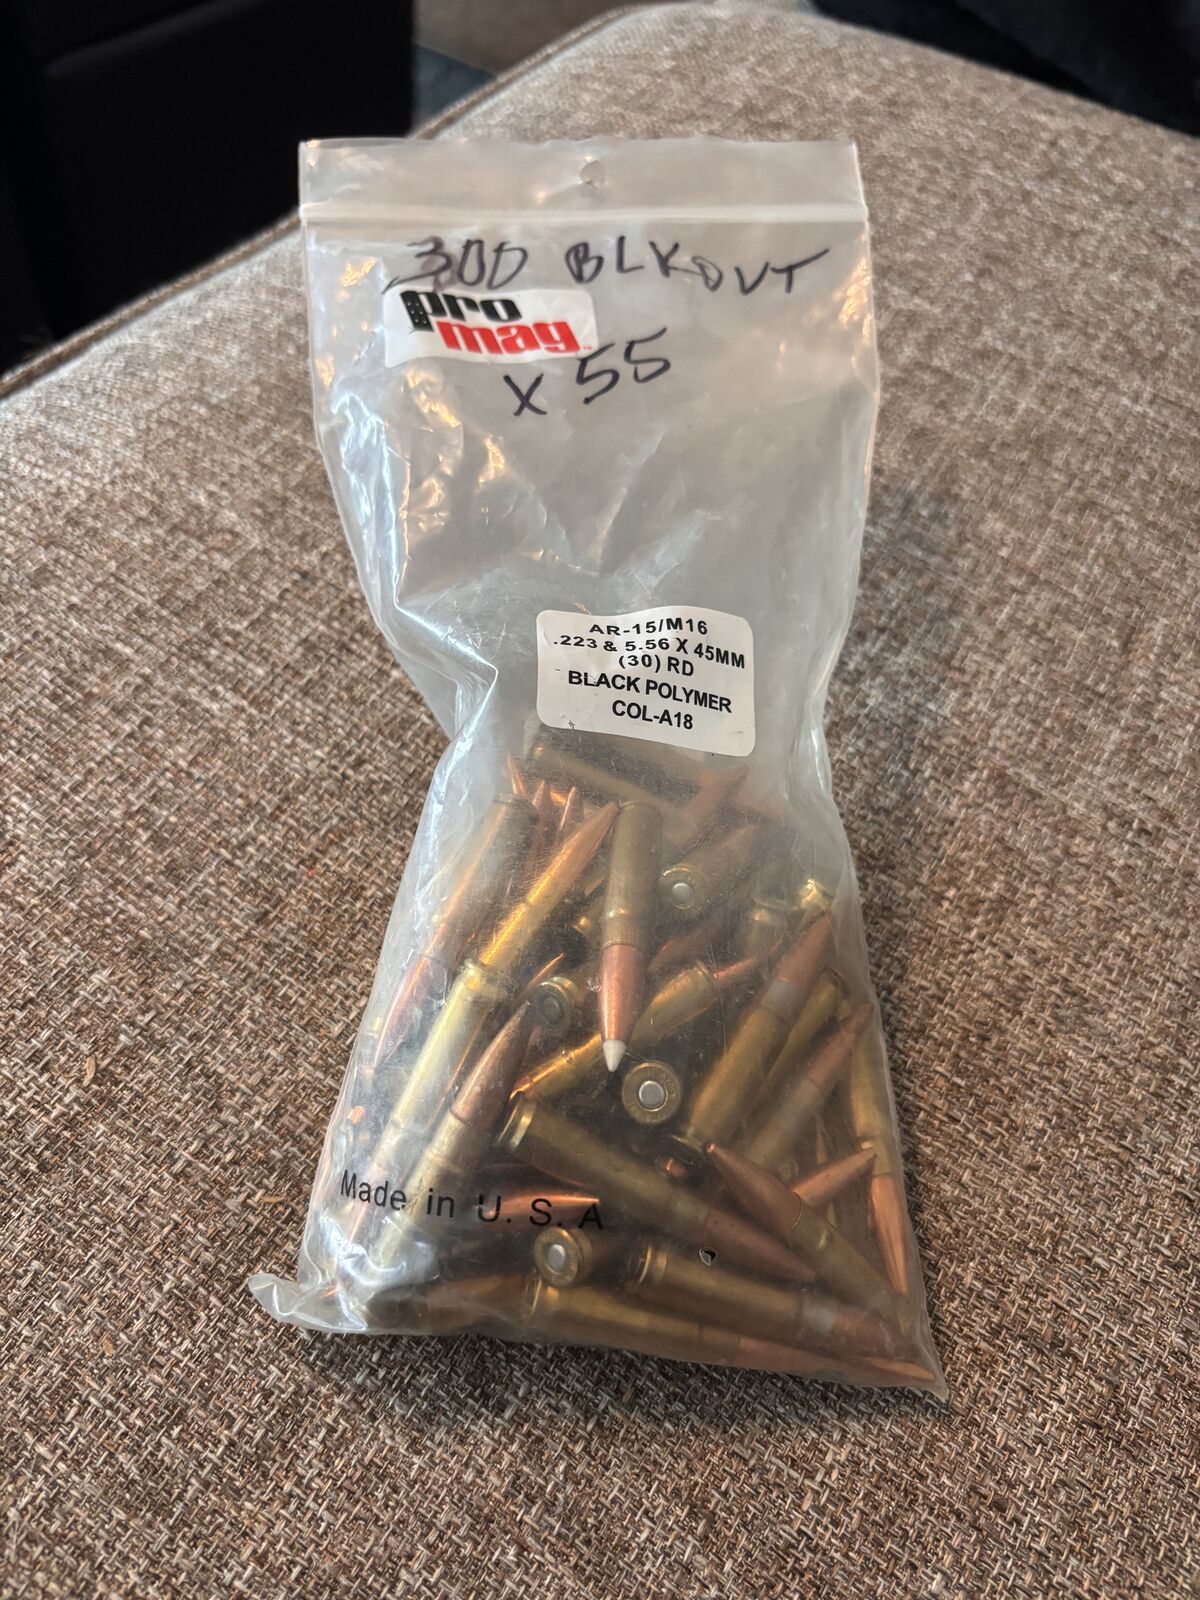 300 BLKOUT
pro
mag
x 55
AR-15/M16
.223 & 5.56 X 45MM
(30) RD
BLACK POLYMER
COL-A18
Made in U. S. A